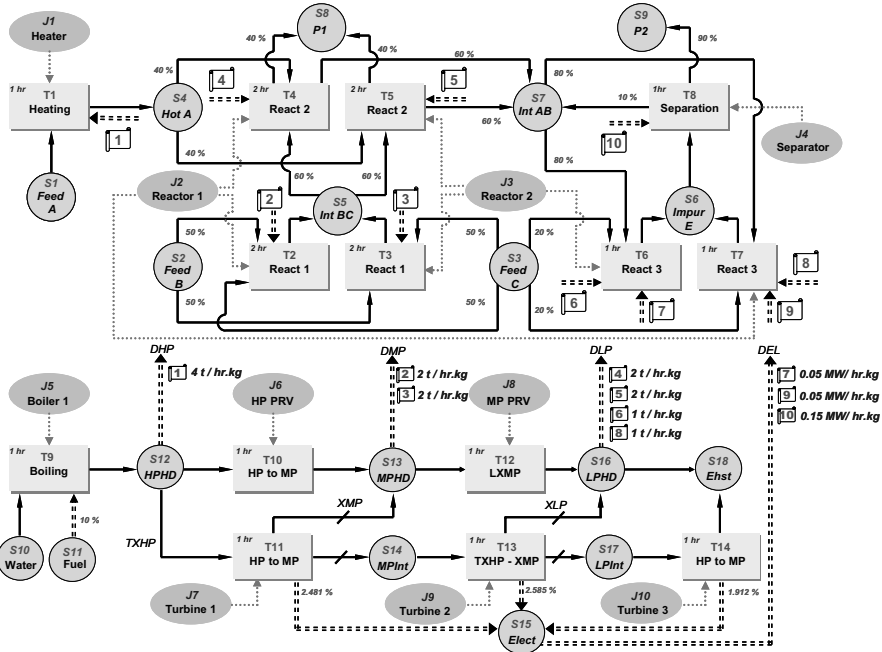 J1
Heater
S8
P1
S9
P2
40 %
40 %
60 %
80 %
90 %
40 %
4
5
1 hr
T1
Heating
S4
Hot A
2 hr
T4
React 2
2 hr
T5
React 2
S7
Int AB
10 %
1 hr
T8
Separation
1
60 %
10
J4
Separator
40 %
80 %
S1
Feed
A
J2
Reactor 1
60 %
60 %
2
S5
Int BC
3
J3
Reactor 2
S6
Impur
E
50 %
50 %
20 %
S2
Feed
B
2 hr
T2
React 1
2 hr
T3
React 1
S3
Feed
C
1 hr
T6
React 3
1 hr
T7
React 3
8
50 %
50 %
20 %
6
7
9
DHP
DMP
DLP
DEL
1 4 t / hr.kg
2 2 t / hr.kg
3 2 t / hr.kg
4 2 t / hr.kg
5 2 t / hr.kg
6 1 t / hr.kg
8 1 t / hr.kg
7 0.05 MW/ hr.kg
9 0.05 MW/ hr.kg
10 0.15 MW/ hr.kg
J5
Boiler 1
J6
HP PRV
J8
MP PRV
1 hr
T9
Boiling
S12
HPHD
1 hr
T10
HP to MP
S13
MPHD
1 hr
T12
LXMP
S16
LPHD
S18
Ehst
10 %
XMP
XLP
TXHP
S10
Water
S11
Fuel
1 hr
T11
HP to MP
S14
MPInt
1 hr
T13
TXHP - XMP
S17
LPInt
1 hr
T14
HP to MP
2.481 %
2.585 %
1.912 %
J7
Turbine 1
J9
Turbine 2
J10
Turbine 3
S15
Elect